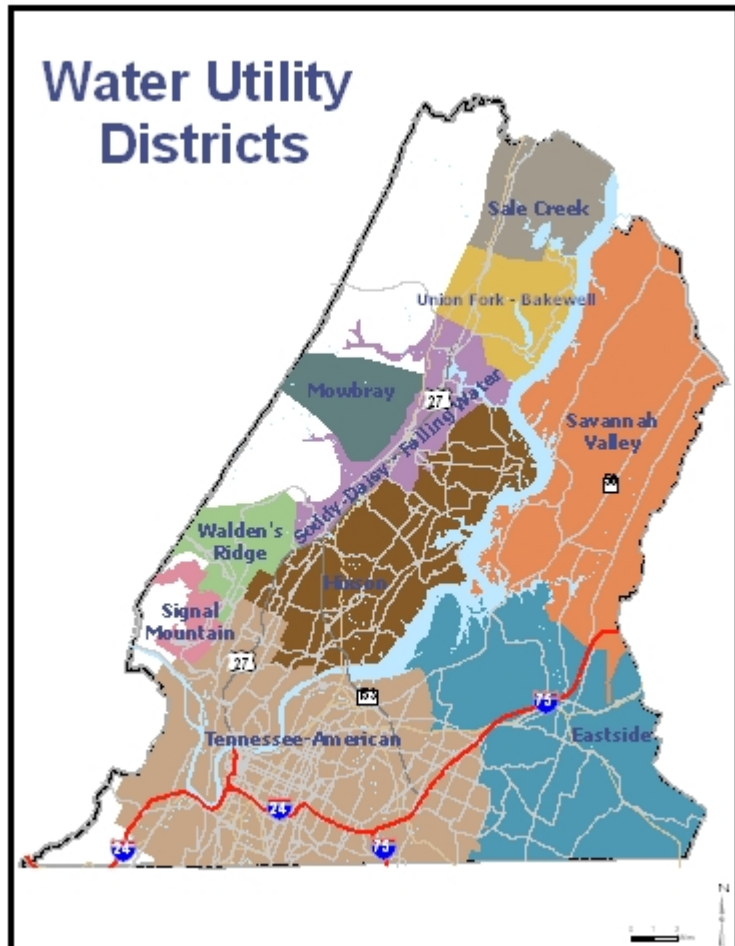 Water Utility
Districts
Sale Creek
Union Fork - Bakewell
Mowbray
27
Soddy-Daisy - Falling Water
Savannah
Valley
58
Walden's
Ridge
Hixson
Signal
Mountain
27
153
75
Tennessee-American
Eastside
24
24
75
N